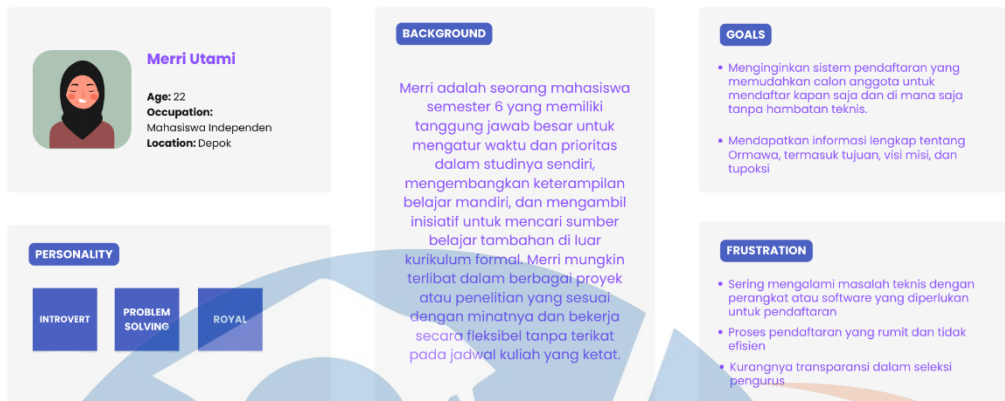 Merri Utami
Age: 22
Occupation:
Mahasiswa Independen
Location: Depok
PERSONALITY
INTROVERT
PROBLEM
SOLVING
ROYAL
BACKGROUND
Merri adalah seorang mahasiswa
semester 6 yang memiliki
tanggung jawab besar untuk
mengatur waktu dan prioritas
dalam studinya sendiri,
mengembangkan keterampilan
belajar mandiri, dan mengambil
inisiatif untuk mencari sumber
belajar tambahan di luar
kurikulum formal. Merri mungkin
terlibat dalam berbagai proyek
atau penelitian yang sesuai
dengan minatnya dan bekerja
secara fleksibel tanpa terikat
pada jadwal kuliah yang ketat.
GOALS
• Menginginkan sistem pendaftaran yang
memudahkan calon anggota untuk
mendaftar kapan saja dan di mana saja
tanpa hambatan teknis.
• Mendapatkan informasi lengkap tentang
Ormawa, termasuk tujuan, visi misi, dan
tupoksi
FRUSTRATION
• Sering mengalami masalah teknis dengan
perangkat atau software yang diperlukan
untuk pendaftaran
• Proses pendaftaran yang rumit dan tidak
efisien
• Kurangnya transparansi dalam seleksi
pengurus